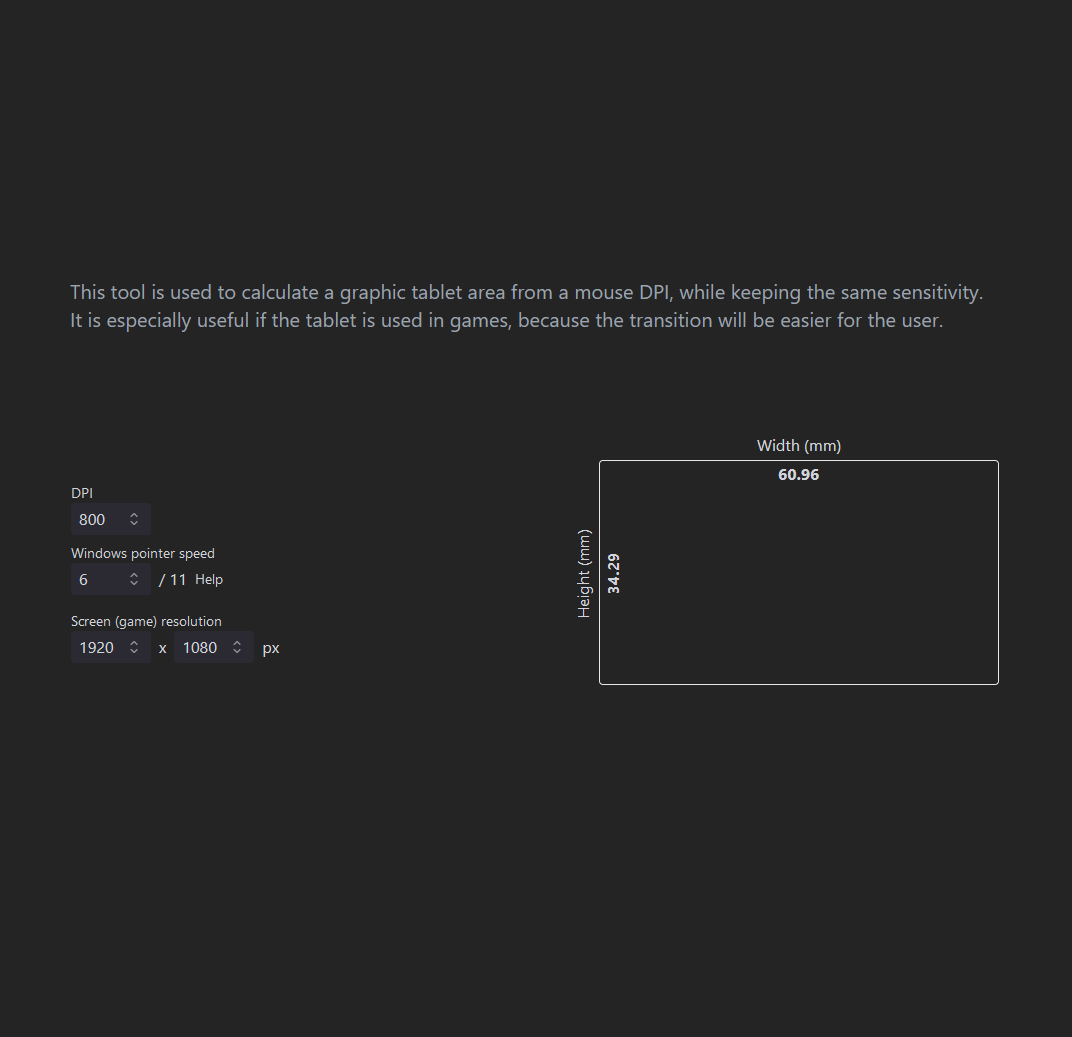 This tool is used to calculate a graphic tablet area from a mouse DPI, while keeping the same sensitivity.
It is especially useful if the tablet is used in games, because the transition will be easier for the user.
DPI
800
Windows pointer speed
6 / 11 Help
Screen (game) resolution
1920 x 1080 px
Width (mm)
60.96
Height (mm)
34.29